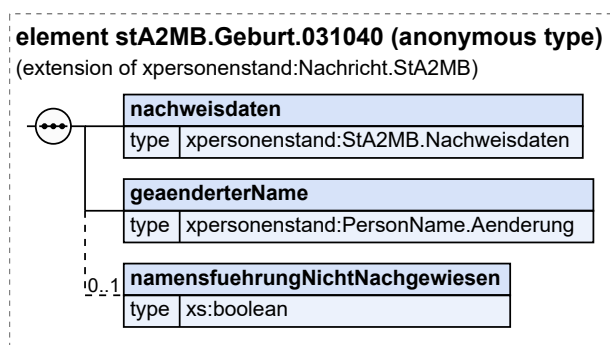 element stA2MB.Geburt.031040 (anonymous type)
(extension of xpersonenstand:Nachricht.StA2MB)
nachweisdaten
type xpersonenstand:StA2MB.Nachweisdaten
geaenderterName
type xpersonenstand:PersonName.Aenderung
0..1
namensfuehrungNichtNachgewiesen
type xs:boolean